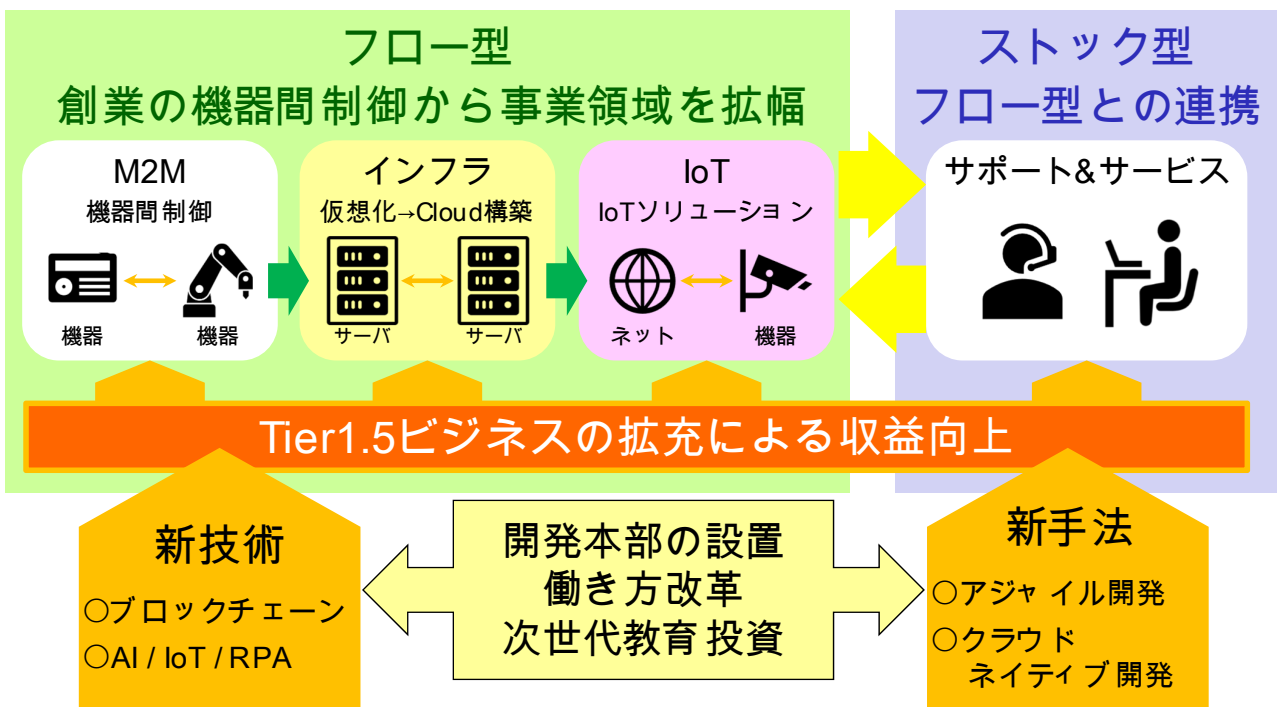 フロー型
創業の機器間制御から事業領域を拡幅
M2M
機器間制御
機器
機器
インフラ
仮想化→Cloud構築
サーバ
サーバ
IoT
IoTソリューション
ネット
機器
ストック型
フロー型との連携
サポート&サービス
Tier1.5ビジネスの拡充による収益向上
新技術
○ブロックチェーン
○AI / IoT / RPA
開発本部の設置
働き方改革
次世代教育投資
新手法
○アジャイル開発
○クラウド
ネイティブ開発